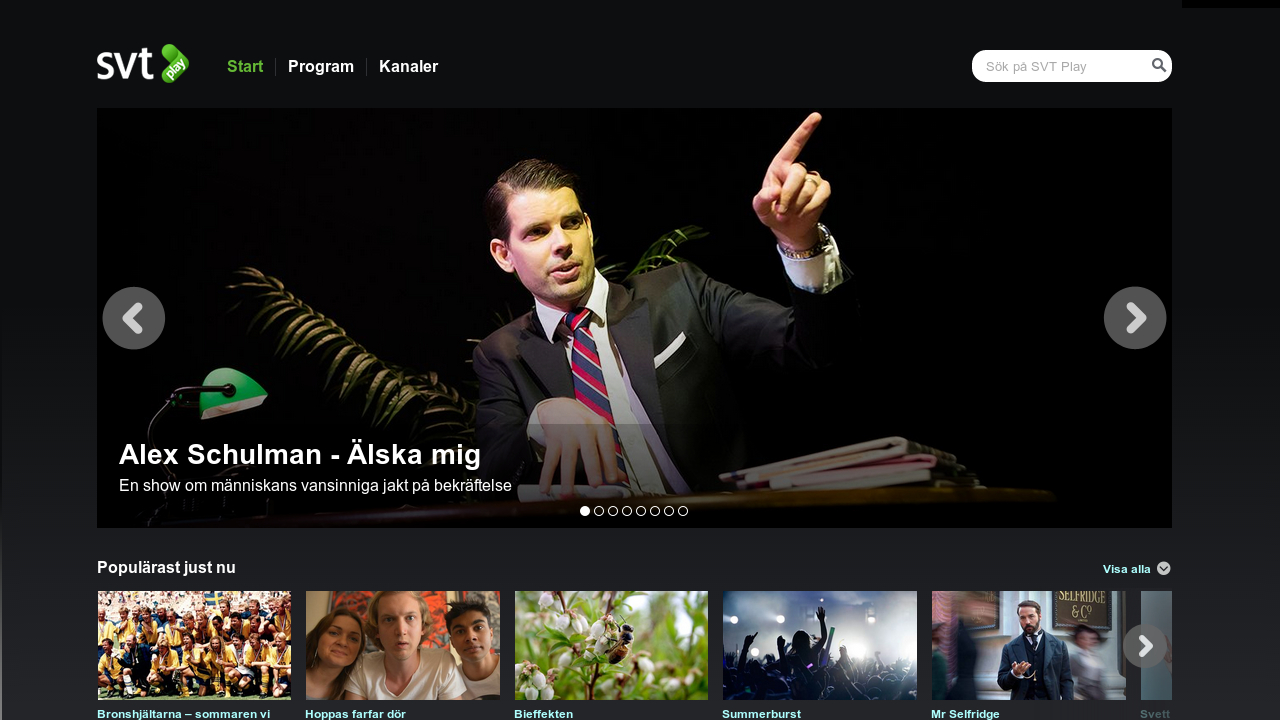 svt play
Start
Program
Kanaler
Sök på SVT Play
Alex Schulman - Älska mig
En show om människans vansinniga jakt på bekräftelse
Populärast just nu
Visa alla
SELFRIDGE
& Co
Bronshjältarna – sommaren vi
Hoppas farfar dör
Bieffekten
Summerburst
Mr Selfridge
Svett